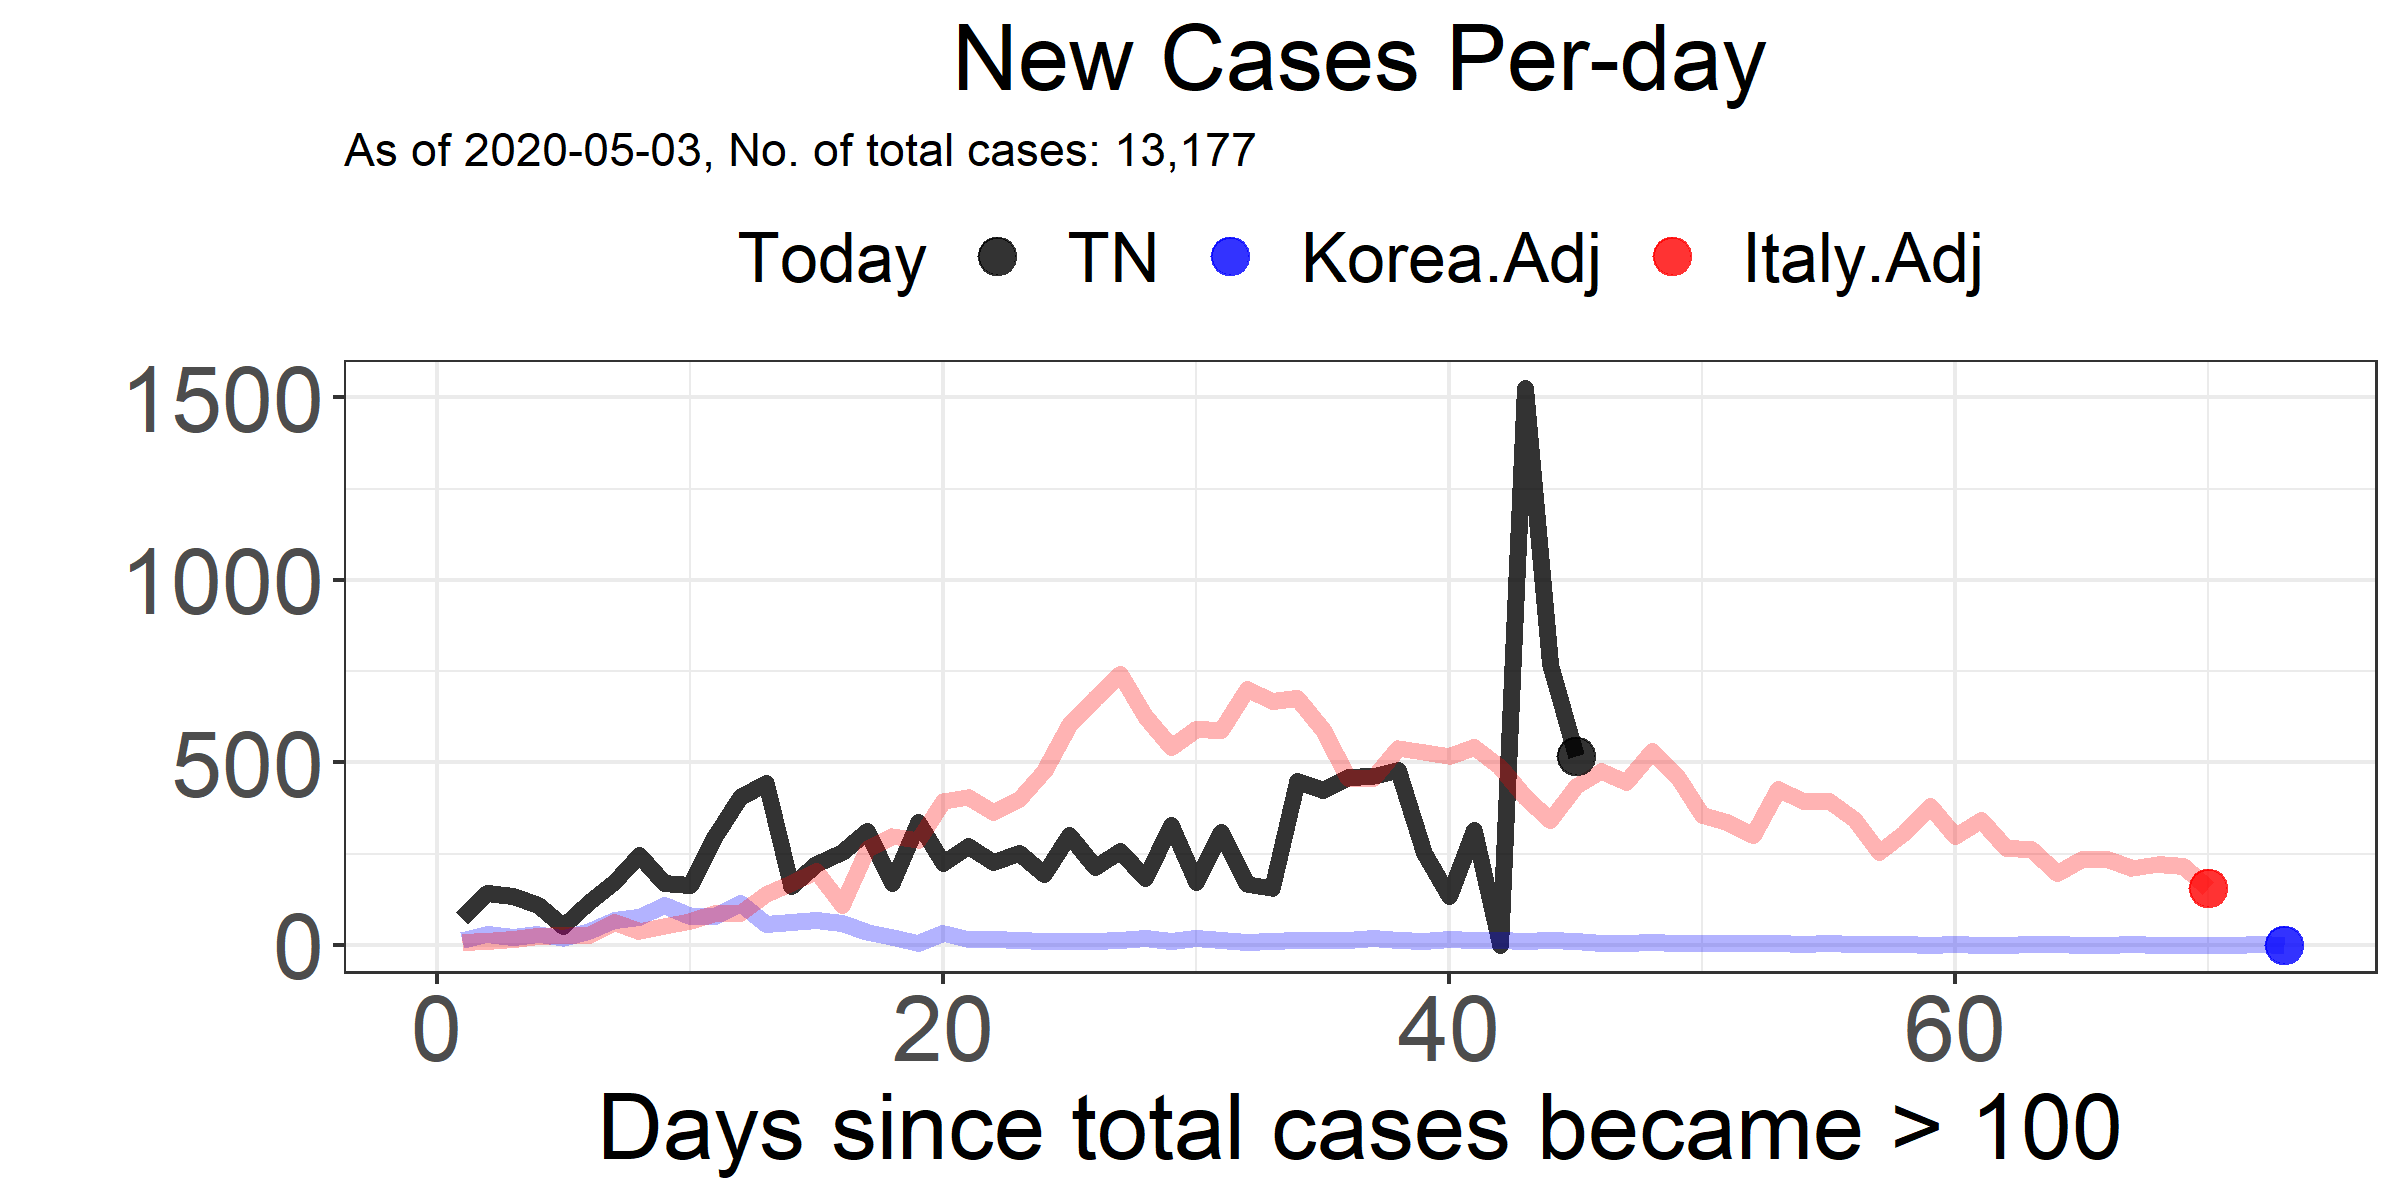 New Cases Per-day
As of 2020-05-03, No. of total cases: 13,177
Today TN Korea.Adj Italy.Adj
1500
1000
500
0
0 20 40 60
Days since total cases became > 100